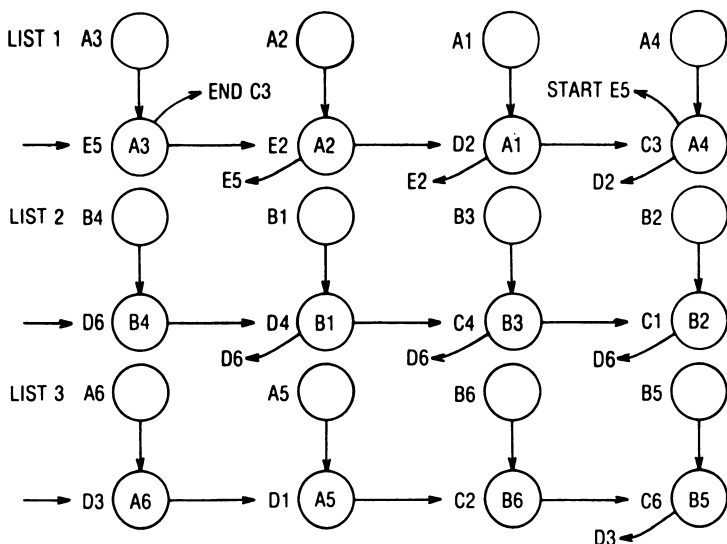 LIST 1 A3 A2 A1 A4
END C3 START E5
E5 A3 E2 A2 D2 A1 C3 A4
E5 E2 D2
LIST 2 B4 B1 B3 B2
D6 B4 D4 B1 C4 B3 C1 B2
D6 D6 D6
LIST 3 A6 A5 B6 B5
D3 A6 D1 A5 C2 B6 C6 B5
D3